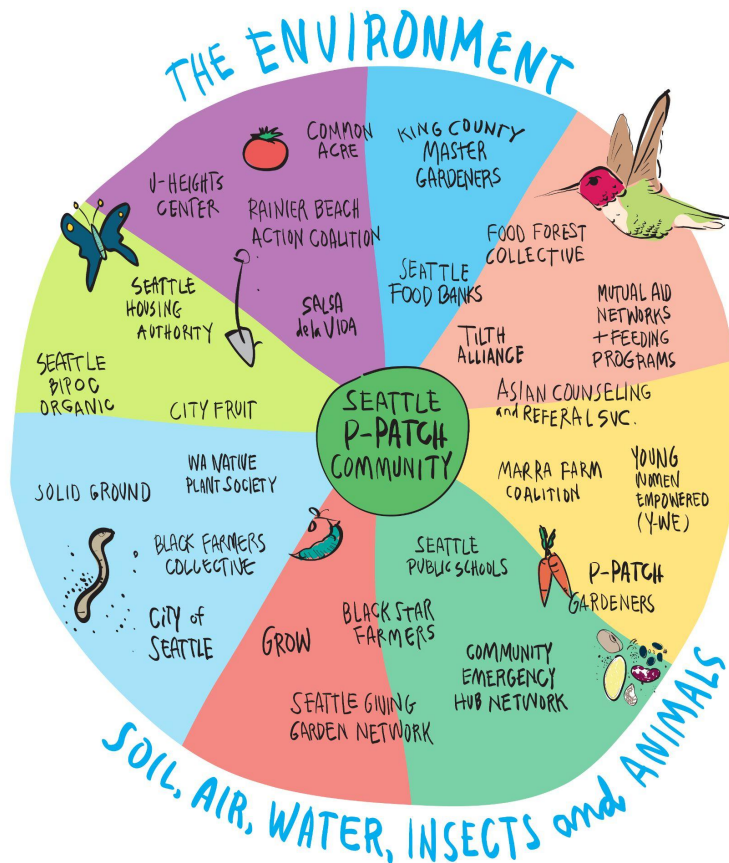 THE ENVIRONMENT
COMMON
ACRE
U-HEIGHTS
CENTER
RAINIER BEACH
ACTION COALITION
SALSA
de la VIDA
KING COUNTY
MASTER
GARDENERS
SEATTLE
FOOD BANKS
FOOD FOREST
COLLECTIVE
MUTUAL AID
NETWORKS
+ FEEDING
PROGRAMS
TILTH
ALLIANCE
SEATTLE
HOUSING
AUTHORITY
SEATTLE
BIPOC
ORGANIC
CITY FRUIT
SEATTLE
P-PATCH
COMMUNITY
ASIAN COUNSELING
and REFERAL SVC.
MARRA FARM
COALITION
YOUNG
WOMEN
EMPOWERED
(Y-WE)
P-PATCH
GARDENERS
WA NATIVE
PLANT SOCIETY
SOLID GROUND
BLACK FARMERS
COLLECTIVE
CITY of
SEATTLE
GROW
BLACK STAR
FARMERS
SEATTLE GIVING
GARDEN NETWORK
SEATTLE
PUBLIC SCHOOLS
COMMUNITY
EMERGENCY
HUB NETWORK
SOIL, AIR, WATER, INSECTS and ANIMALS